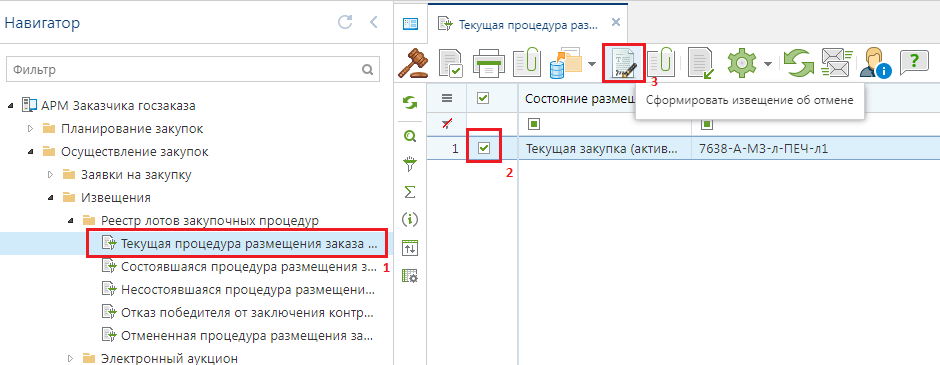 Навигатор
Текущая процедура раз...
Фильтр
3
Сформировать извещение об отмене
АРМ Заказчика госзаказа
Планирование закупок
Осуществление закупок
Заявки на закупку
Извещения
Реестр лотов закупочных процедур
Текущая процедура размещения заказа ...
1
Состоявшаяся процедура размещения з...
Несостоявшаяся процедура размещени...
Отказ победителя от заключения контр...
Отмененная процедура размещения за...
Электронный аукцион
Состояние размещ
1
Текущая закупка (актив...
7638-А-МЗ-л-ПЕЧ-л1
2